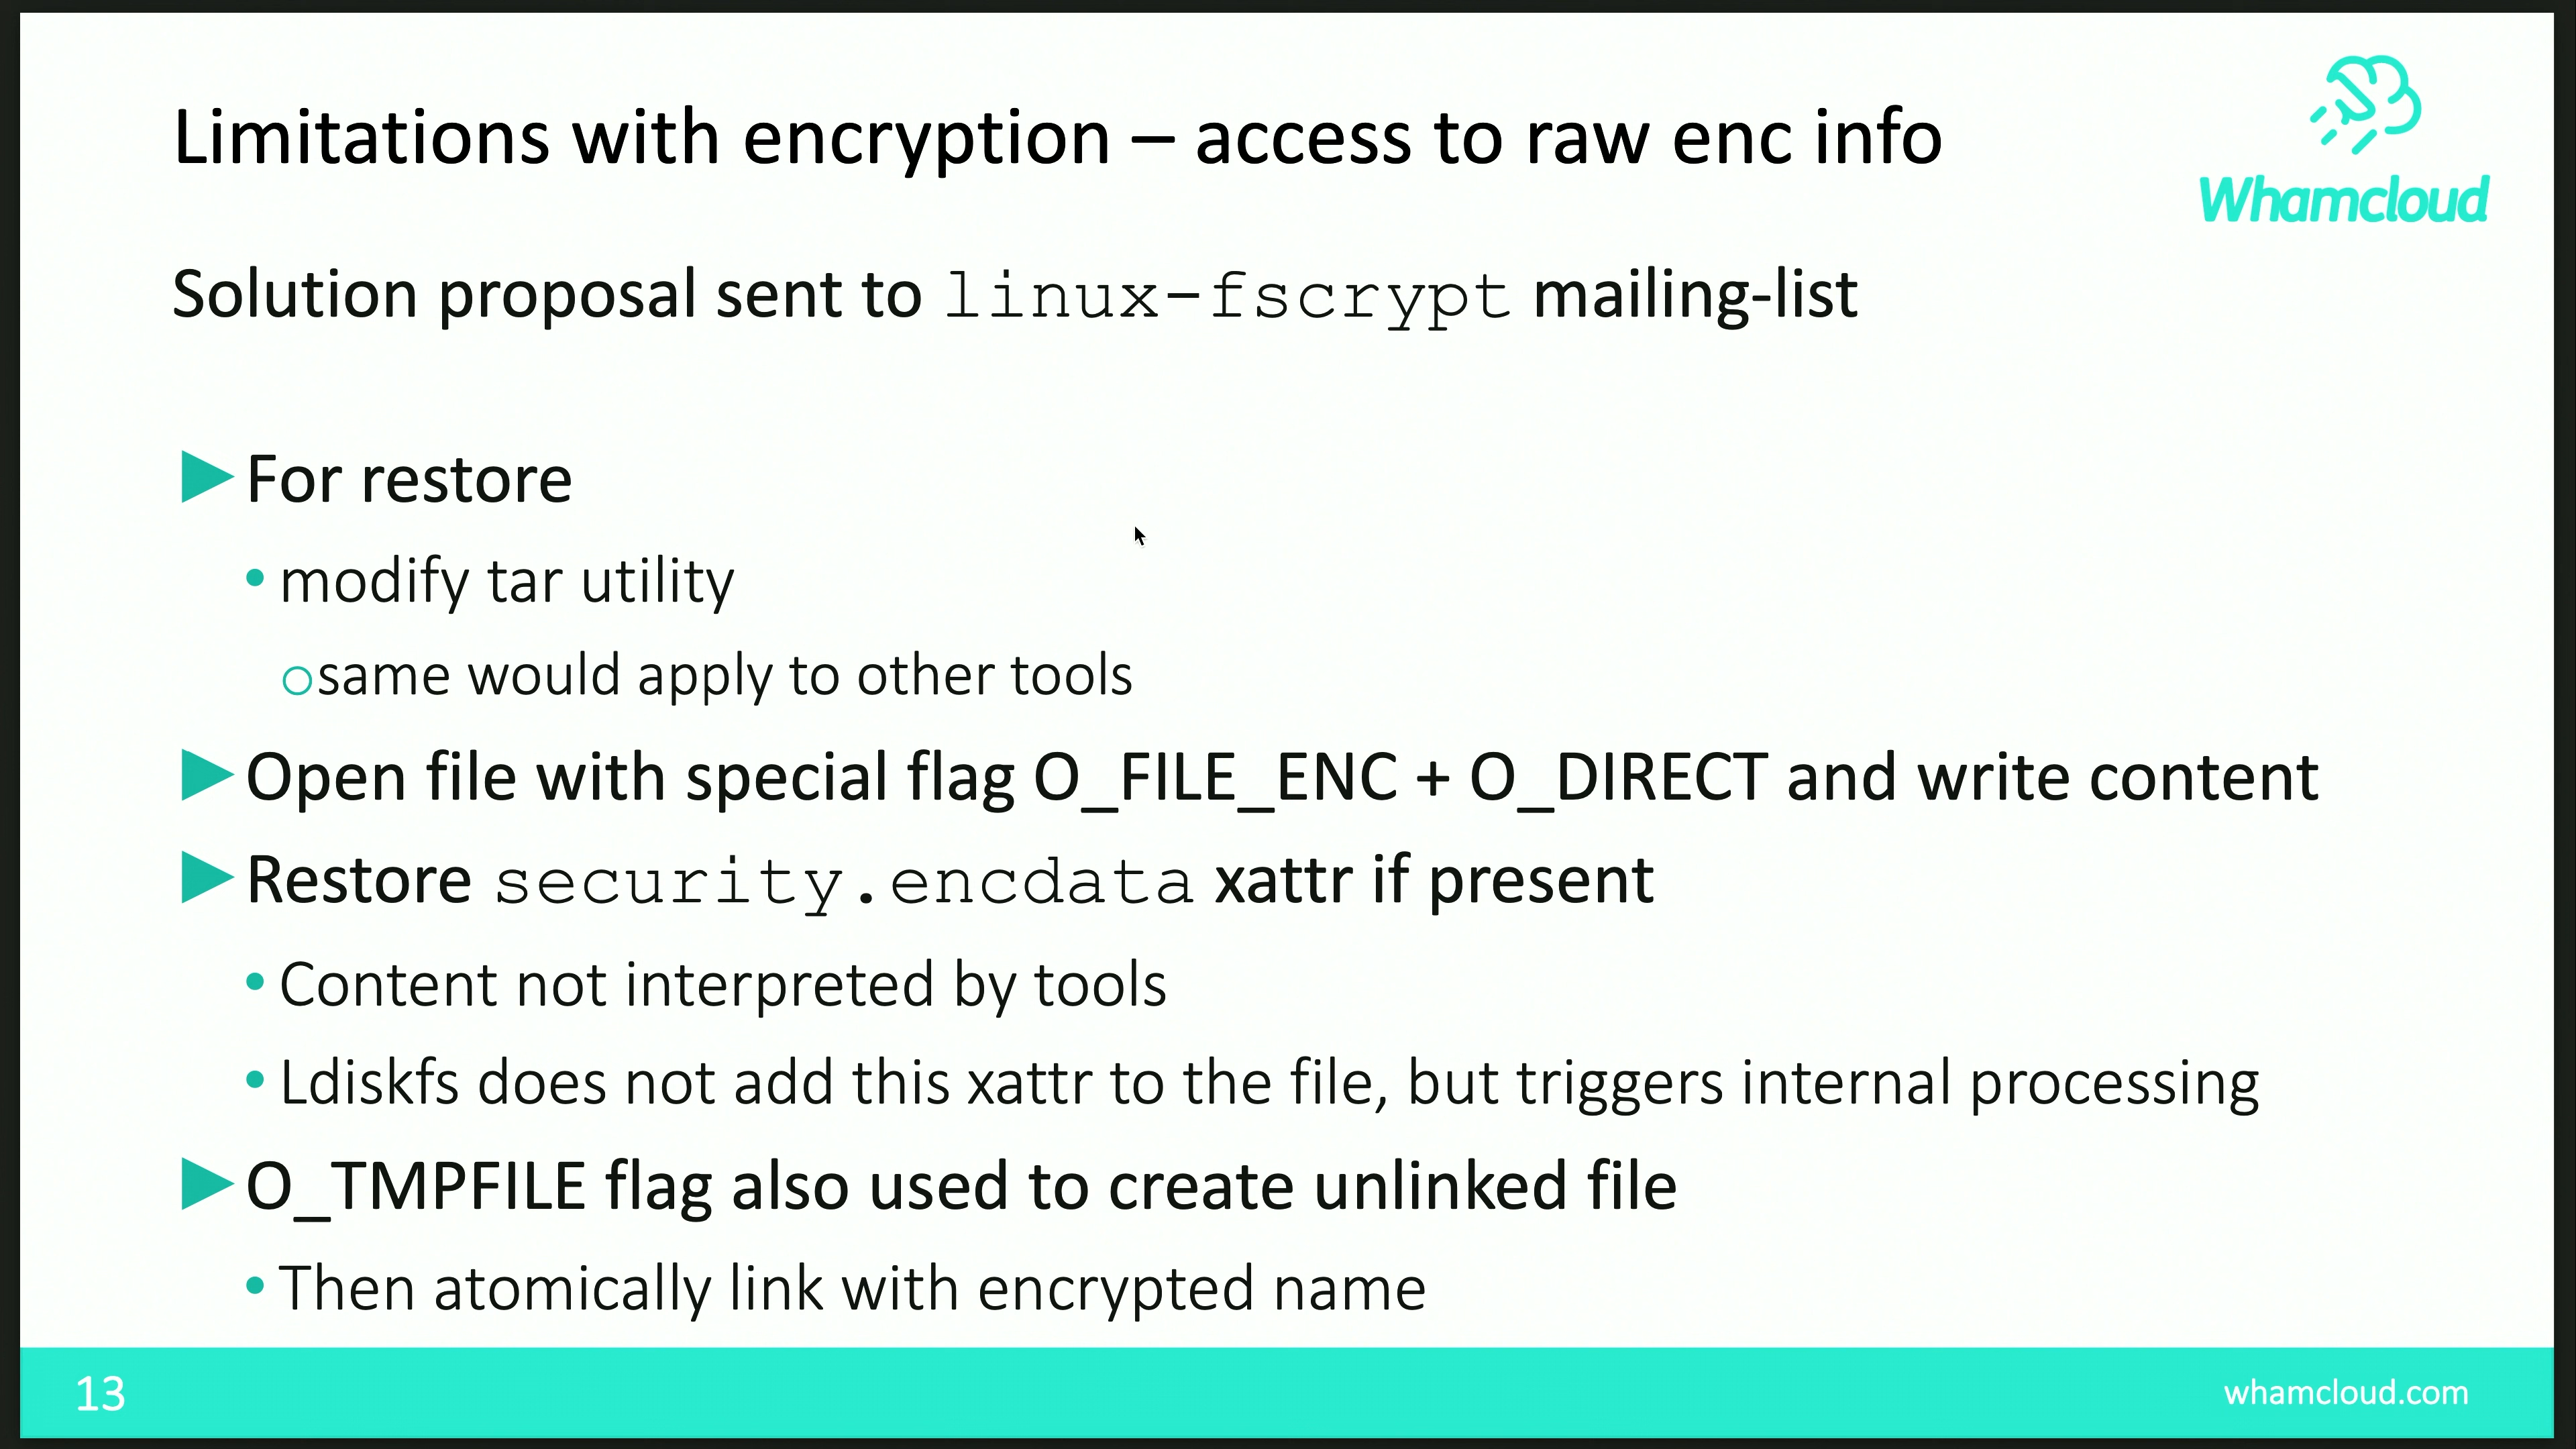 Limitations with encryption – access to raw enc info
Whamcloud
Solution proposal sent to linux-fscrypt mailing-list
For restore
modify tar utility
same would apply to other tools
Open file with special flag O_FILE_ENC + O_DIRECT and write content
Restore security.encdata xattr if present
Content not interpreted by tools
Ldiskfs does not add this xattr to the file, but triggers internal processing
O_TMPFILE flag also used to create unlinked file
Then atomically link with encrypted name
13
whamcloud.com